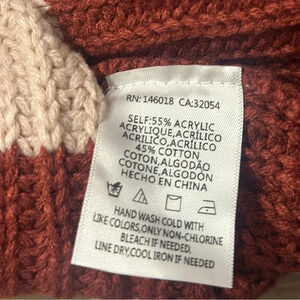 RN: 146018 CA:32054
SELF:55% ACRYLIC
ACRYLIQUE,ACRÍLICO
ACRILICO,ACRÍLICO
45% COTTON
COTON,ALGODÃO
COTONE,ALGODÓN
HECHO EN CHINA
HAND WASH COLD WITH
LIKE COLORS,ONLY NON-CHLORINE
BLEACH IF NEEDED,
LINE DRY,COOL IRON IF NEEDED